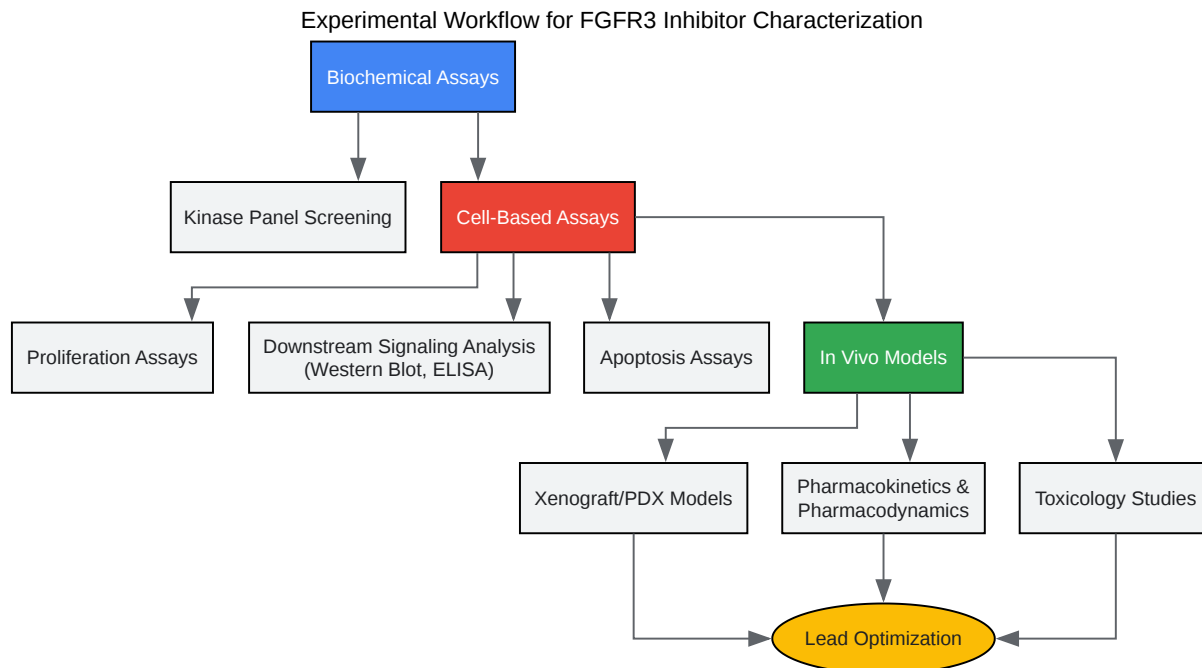 Experimental Workflow for FGFR3 Inhibitor Characterization
Biochemical Assays
Kinase Panel Screening
Cell-Based Assays
Proliferation Assays
Downstream Signaling Analysis
(Western Blot, ELISA)
Apoptosis Assays
In Vivo Models
Xenograft/PDX Models
Pharmacokinetics &
Pharmacodynamics
Toxicology Studies
Lead Optimization